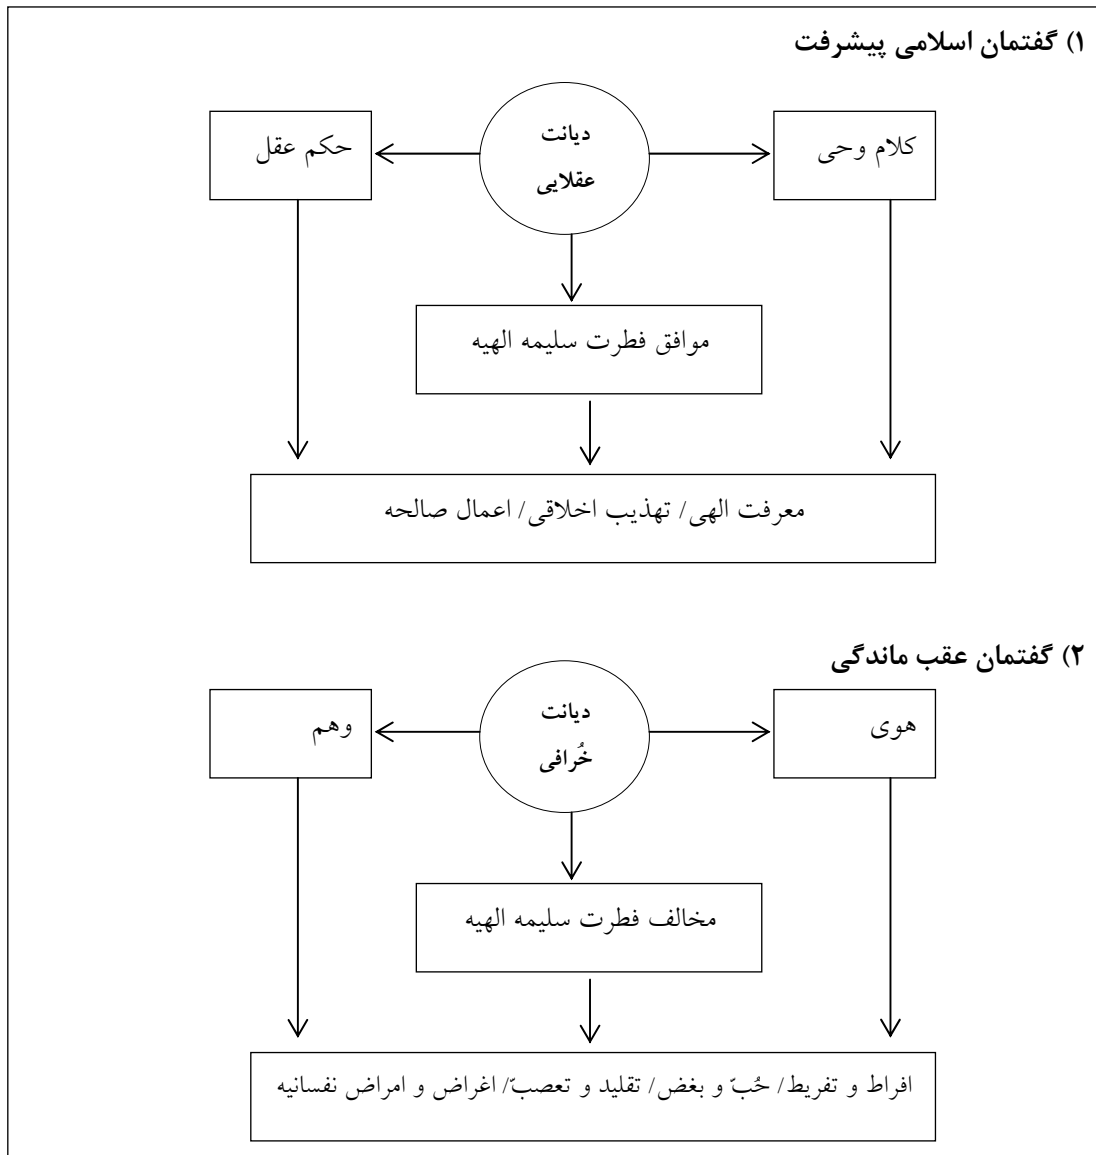 ۱) گفتمان اسلامی پیشرفت
کلام وحی
دیانت
عقلایی
حکم عقل
موافق فطرت سلیمه الهیه
معرفت الهی/ تهذیب اخلاقی/ اعمال صالحه
۲) گفتمان عقب ماندگی
هوی
دیانت
خُرافی
وهم
مخالف فطرت سلیمه الهیه
افراط و تفریط/ حُبّ و بغض/ تقلید و تعصبّ/ اغراض و امراض نفسانیه